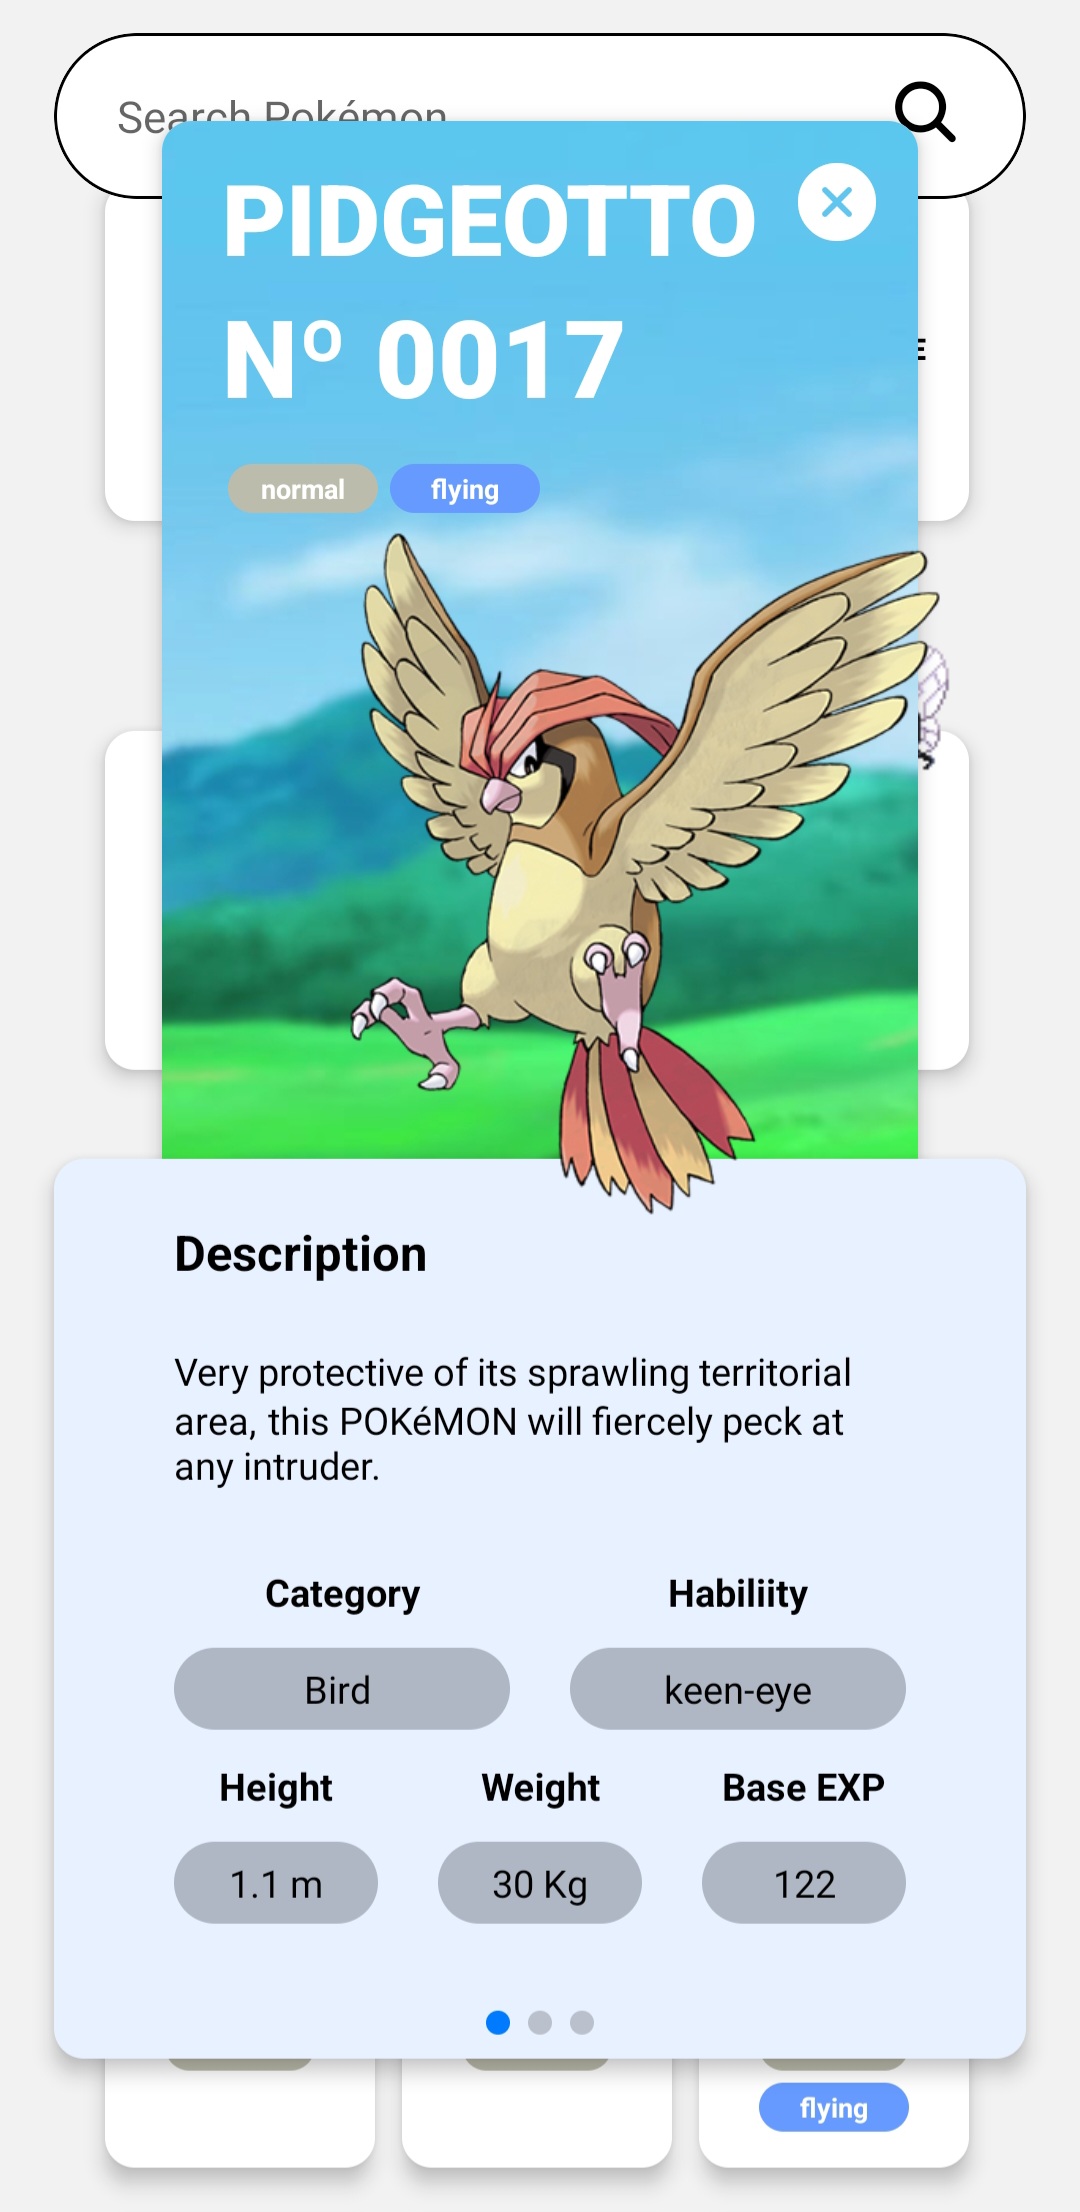 Search Pokémon
PIDGEOTTO
Nº 0017
normal
flying
E
Description
Very protective of its sprawling territorial
area, this POKéMON will fiercely peck at
any intruder.
Category
Habiliity
Bird
keen-eye
Height
Weight
Base EXP
1.1 m
30 Kg
122
flying